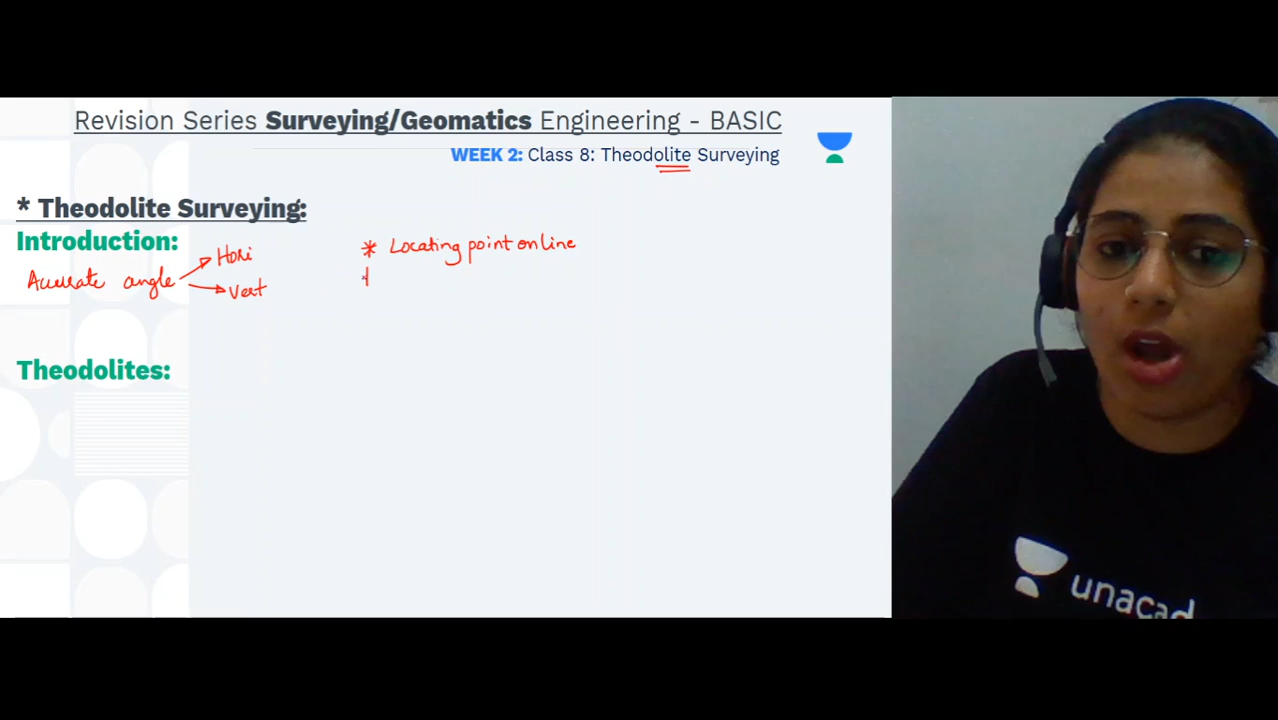 Revision Series Surveying/Geomatics Engineering - BASIC
WEEK 2: Class 8: Theodolite Surveying
* Theodolite Surveying:
Introduction:
Accurate angle
Hori
Vert
* Locating point on line
Theodolites:
unacad